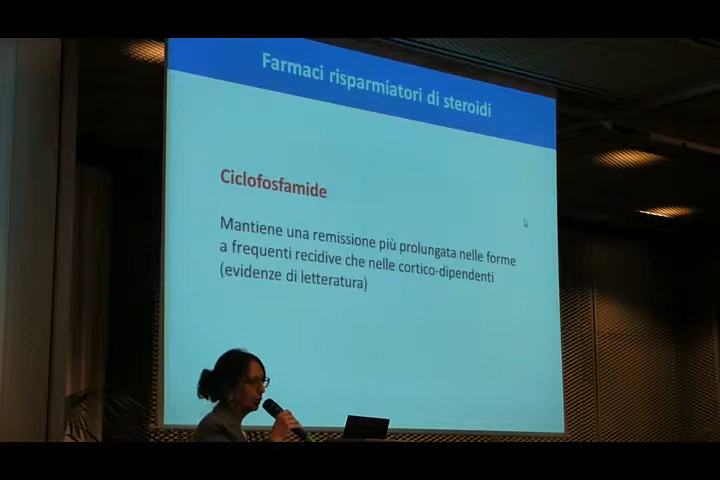 Farmaci risparmiatori di steroidi
Ciclofosfamide
Mantiene una remissione più prolungata nelle forme
a frequenti recidive che nelle cortico-dipendenti
(evidenze di letteratura)